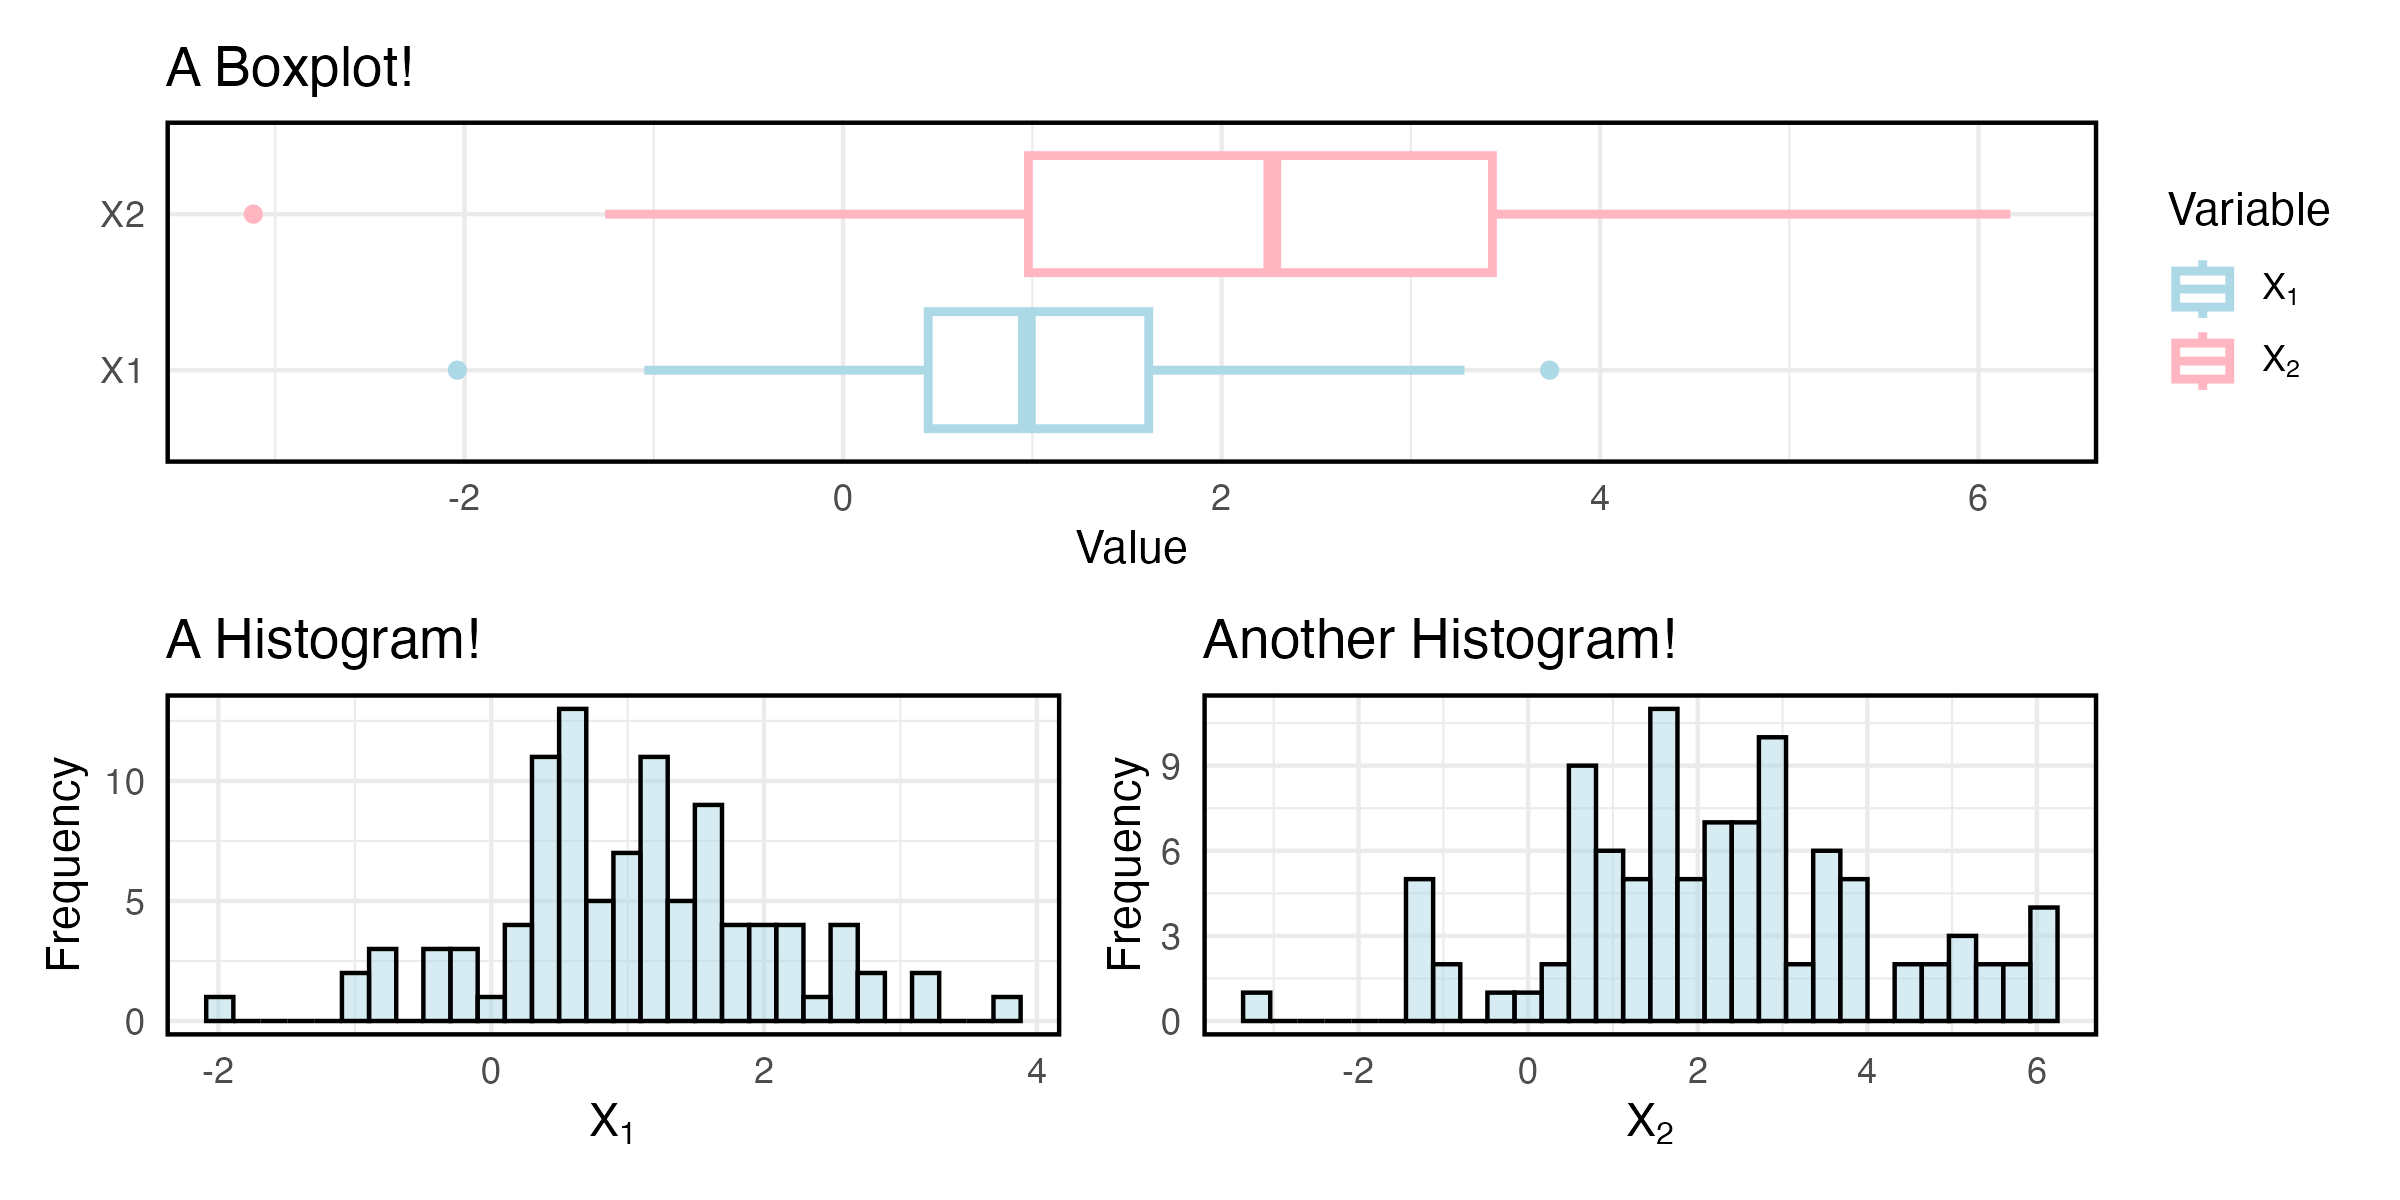 A Boxplot!
X2
X1
-2 0 2 4 6
Value
Variable
X₁
X₂
A Histogram!
Frequency
10
5
0
-2 0 2 4
X₁
Another Histogram!
Frequency
9
6
3
0
-2 0 2 4 6
X₂